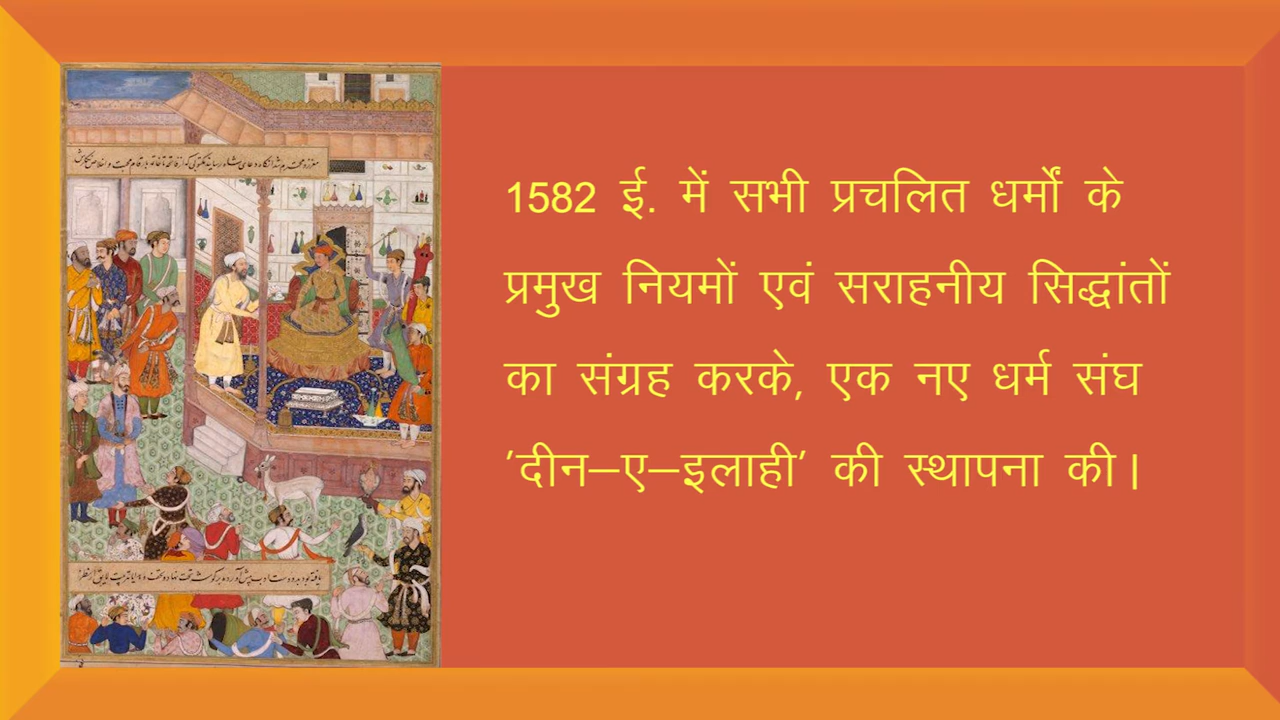 1582 ई. में सभी प्रचलित धर्मों के
प्रमुख नियमों एवं सराहनीय सिद्धांतों
का संग्रह करके, एक नए धर्म संघ
'दीन–ए–इलाही' की स्थापना की।